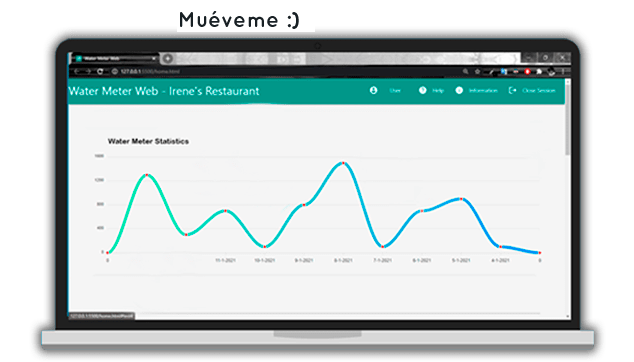 Muéveme :)
Water Meter Web
127.0.0.1:5500/home.html
Water Meter Web - Irene's Restaurant
User
Help
Information
Close Session
Water Meter Statistics
1600
1200
800
400
0
0 11-1-2021 10-1-2021 9-1-2021 8-1-2021 7-1-2021 6-1-2021 5-1-2021 4-1-2021 0
127.0.0.1:5500/home.html#